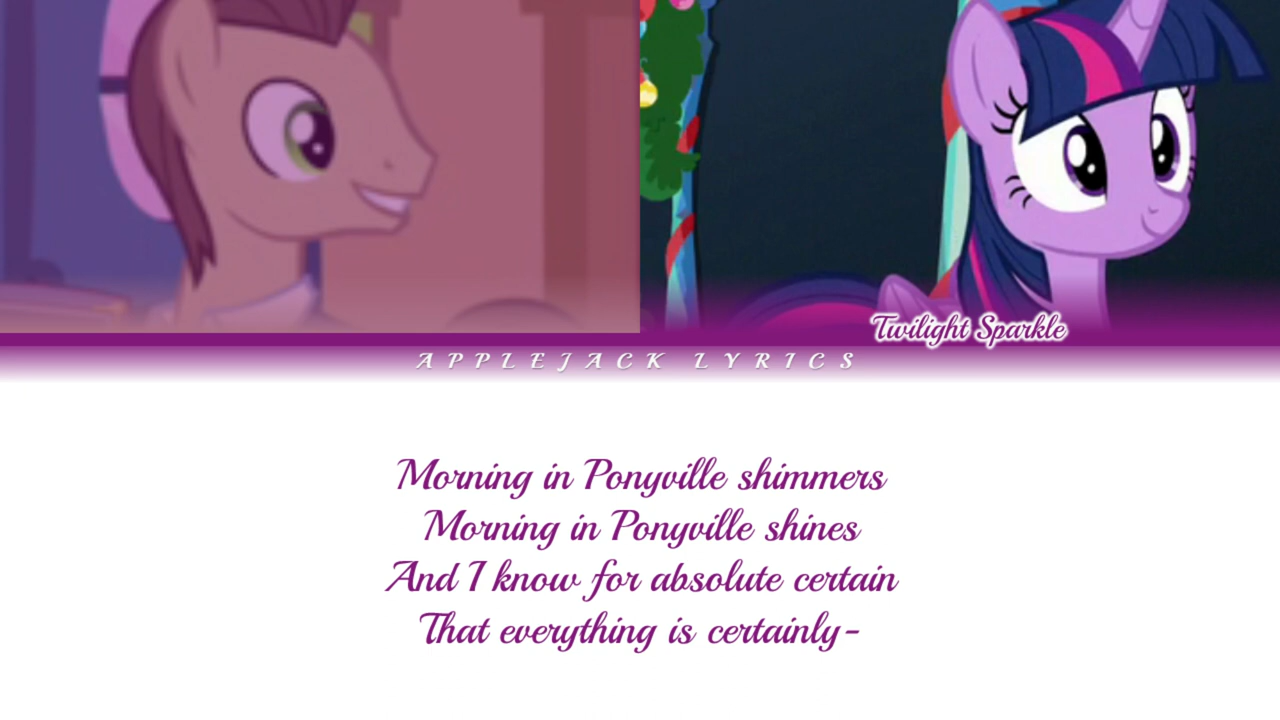 Twilight Sparkle
APPLEJACK LYRICS
Morning in Ponyville shimmers
Morning in Ponyville shines
And I know for absolute certain
That everything is certainly-